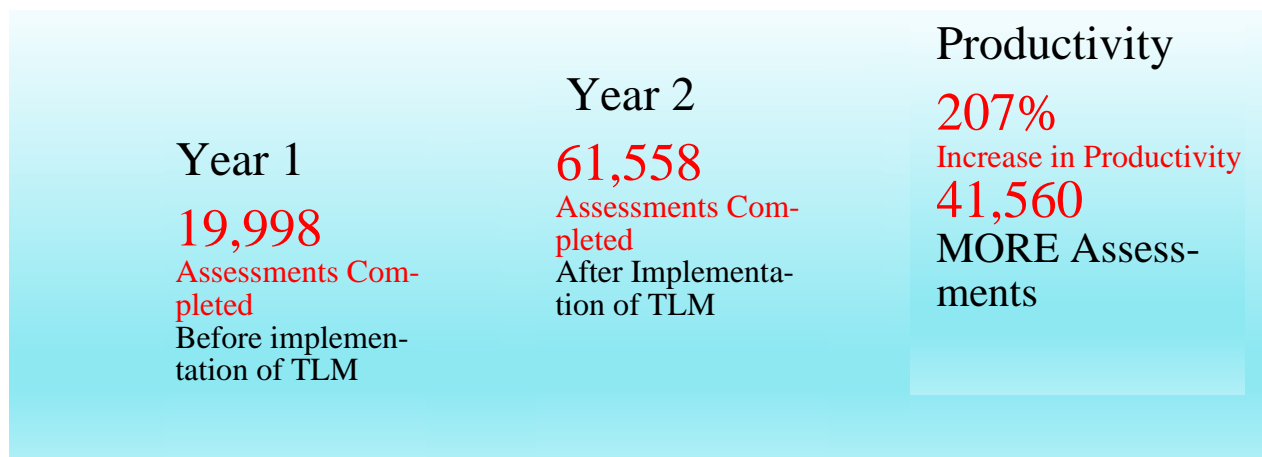 Year 1
19,998
Assessments Com-
pleted
Before implemen-
tation of TLM
Year 2
61,558
Assessments Com-
pleted
After Implementa-
tion of TLM
Productivity
207%
Increase in Productivity
41,560
MORE Assess-
ments